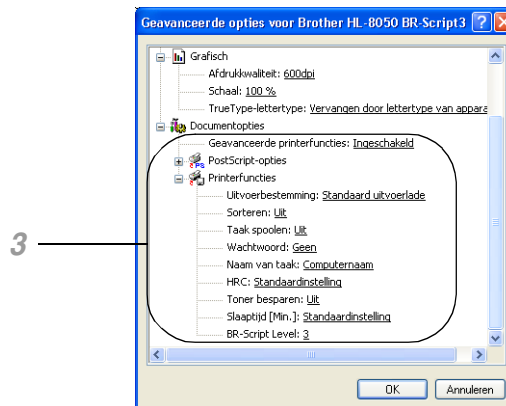 Geavanceerde opties voor Brother HL-8050 BR-Script3
Grafisch
Afdrukkwaliteit: 600dpi
Schaal: 100 %
TrueType-lettertype: Vervangen door lettertype van appara
Documentopties
Geavanceerde printerfuncties: Ingeschakeld
PostScript-opties
Printerfuncties
Uitvoerbestemming: Standaard uitvoerlade
Sorteren: Uit
Taak spoolen: Uit
Wachtwoord: Geen
Naam van taak: Computernaam
HRC: Standaardinstelling
Toner besparen: Uit
Slaaptijd [Min.]: Standaardinstelling
BR-Script Level: 3
3
OK
Annuleren